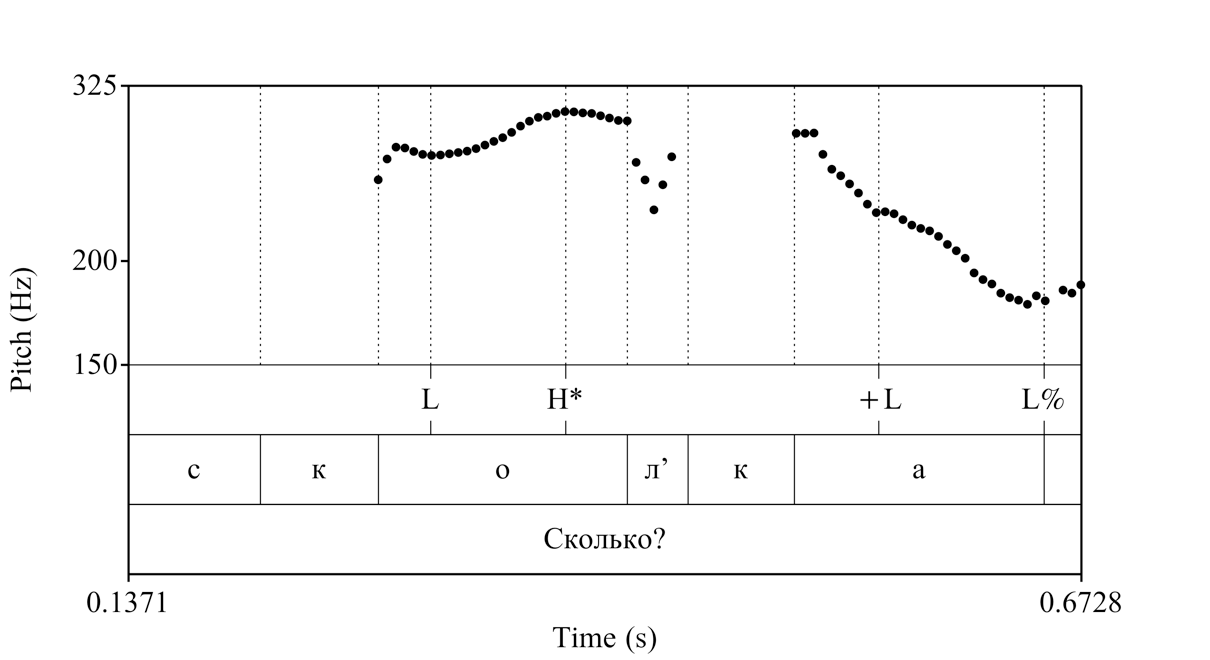 325
200
150
Pitch (Hz)
L H* +L L%
с к о л’ к а
Сколько?
0.1371 0.6728
Time (s)